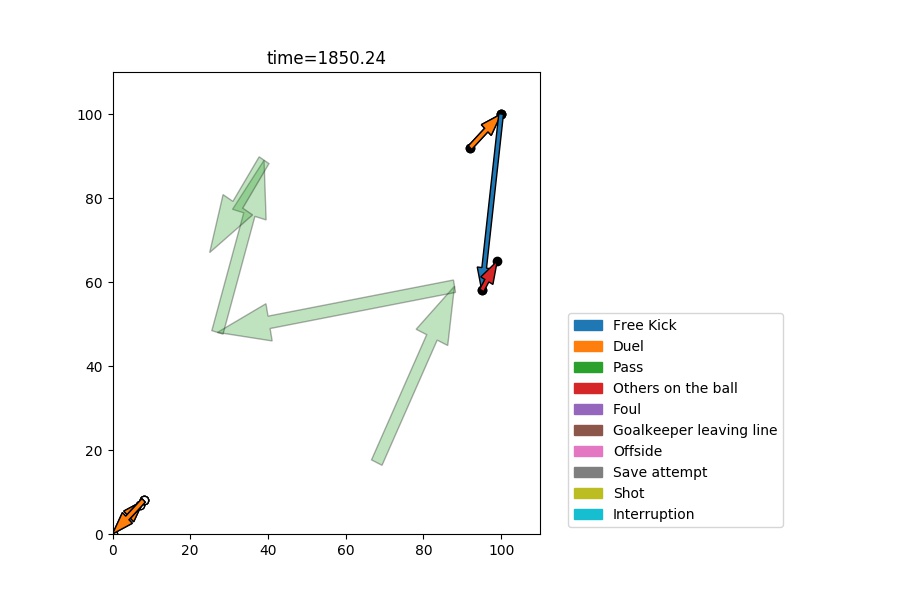 time=1850.24
100
80
60
40
20
0
0
20
40
60
80
100
Free Kick
Duel
Pass
Others on the ball
Foul
Goalkeeper leaving line
Offside
Save attempt
Shot
Interruption